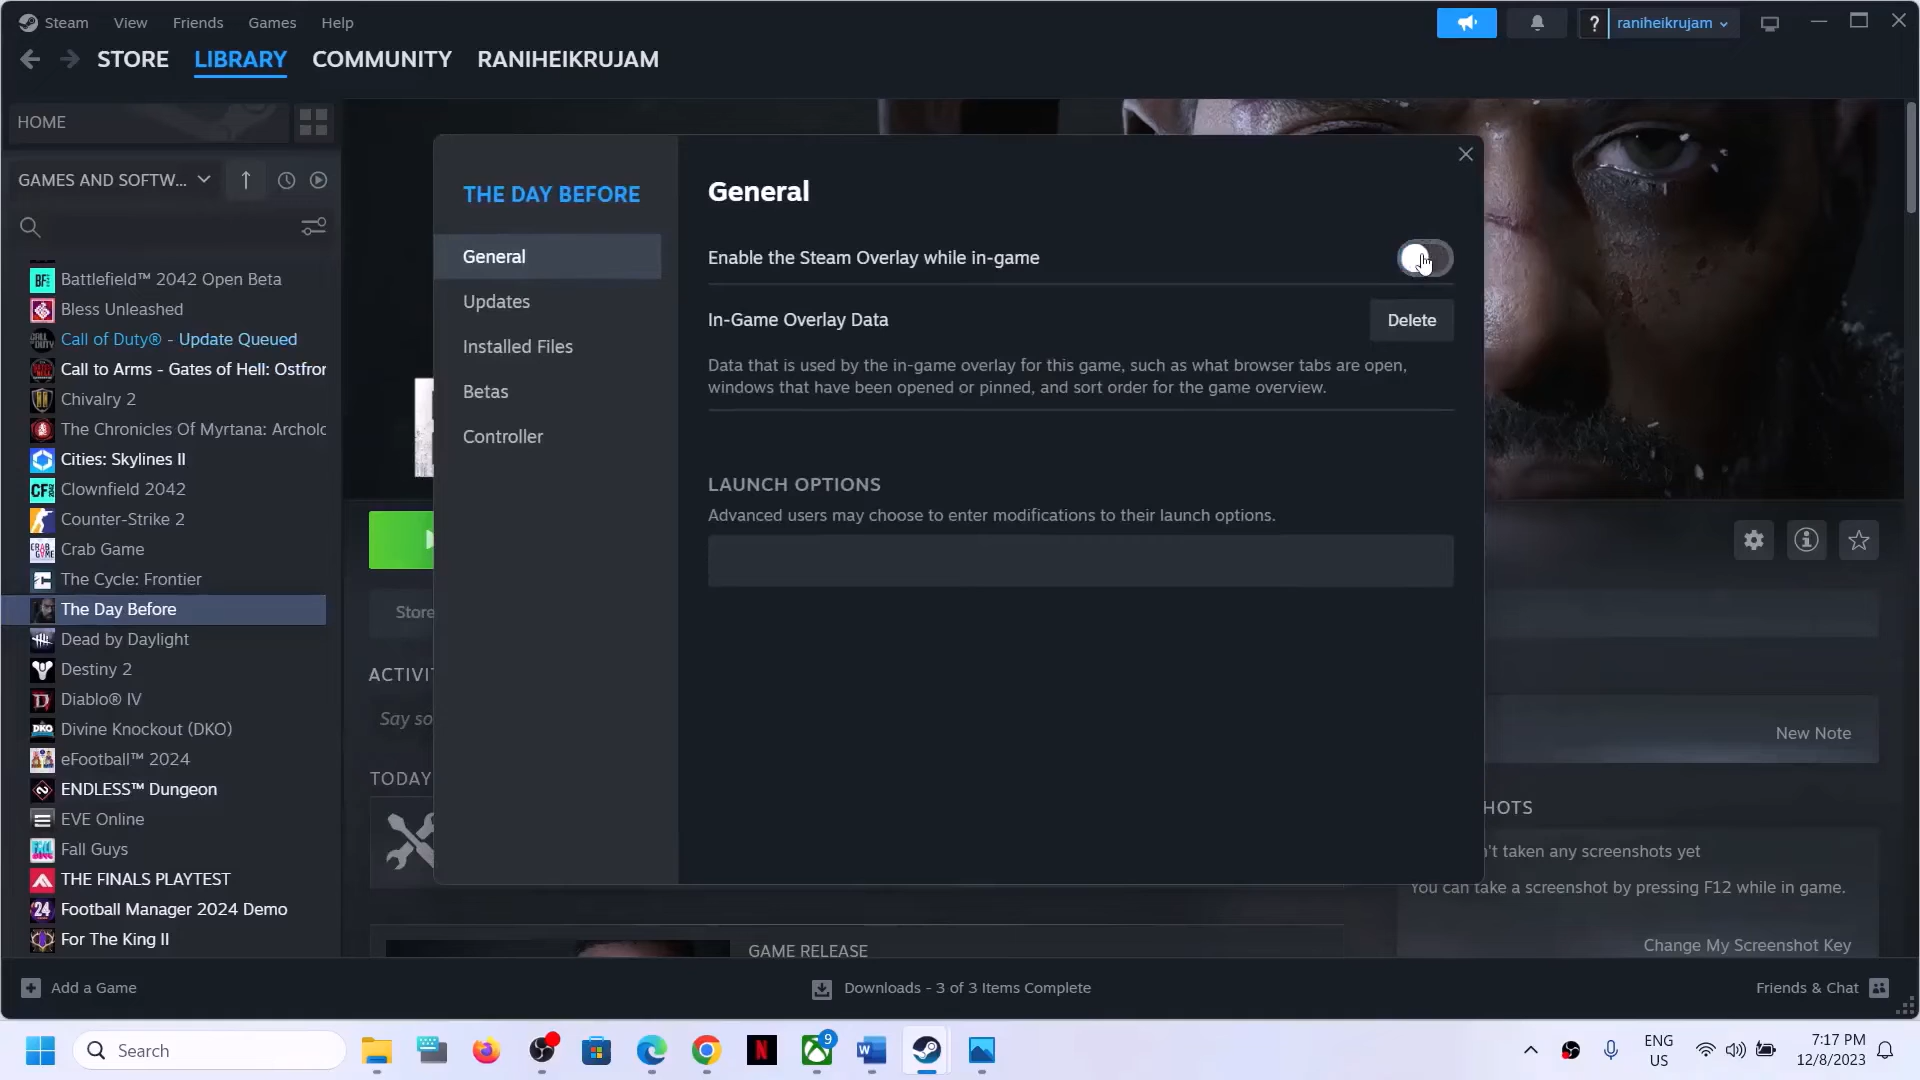 Steam View Friends Games Help
raniheikrujam
STORE LIBRARY COMMUNITY RANIHEIKRUJAM
HOME
GAMES AND SOFTW...
Battlefield™ 2042 Open Beta
Bless Unleashed
Call of Duty® - Update Queued
Call to Arms - Gates of Hell: Ostfror
Chivalry 2
The Chronicles Of Myrtana: Archolc
Cities: Skylines II
Clownfield 2042
Counter-Strike 2
Crab Game
The Cycle: Frontier
The Day Before
Dead by Daylight
Destiny 2
Diablo® IV
Divine Knockout (DKO)
eFootball™ 2024
ENDLESS™ Dungeon
EVE Online
Fall Guys
THE FINALS PLAYTEST
Football Manager 2024 Demo
For The King II
THE DAY BEFORE
General
Updates
Installed Files
Betas
Controller
General
Enable the Steam Overlay while in-game
In-Game Overlay Data
Delete
Data that is used by the in-game overlay for this game, such as what browser tabs are open,
windows that have been opened or pinned, and sort order for the game overview.
LAUNCH OPTIONS
Advanced users may choose to enter modifications to their launch options.
Store
ACTIVIT
Say so
TODAY
New Note
HOTS
't taken any screenshots yet
You can take a screenshot by pressing F12 while in game.
Change My Screenshot Key
GAME RELEASE
Add a Game
Downloads - 3 of 3 Items Complete
Friends & Chat
Search
9
ENG
US
7:17 PM
12/8/2023